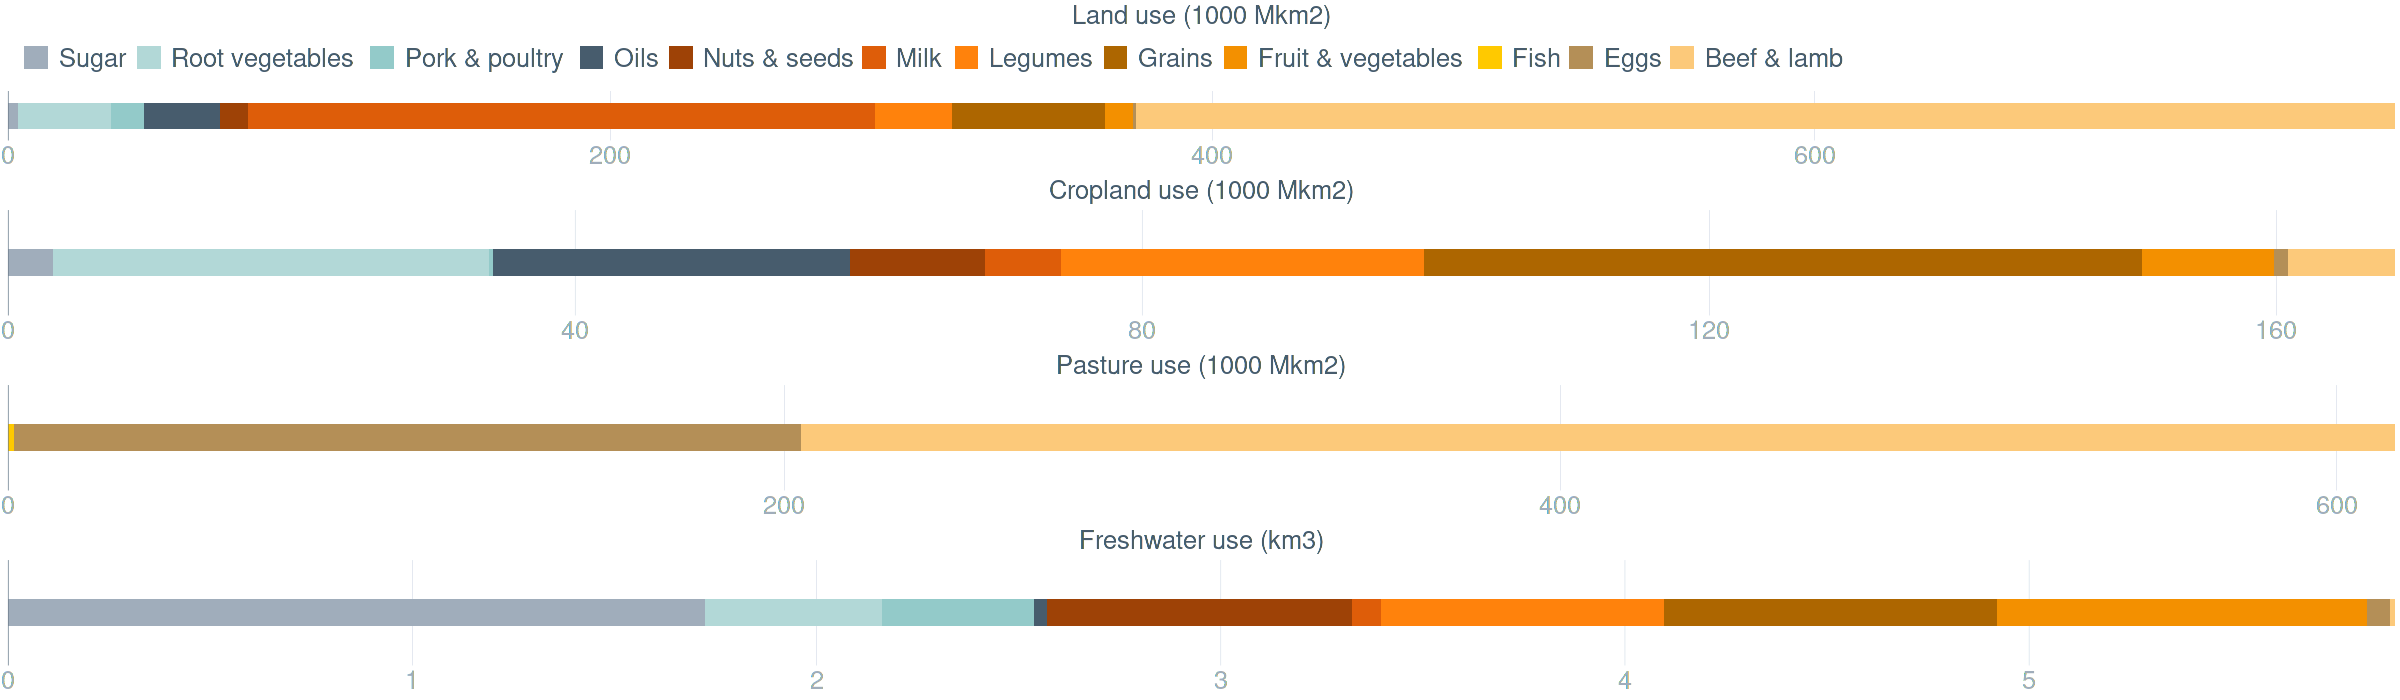 Land use (1000 Mkm2)
Sugar Root vegetables Pork & poultry Oils Nuts & seeds Milk Legumes Grains Fruit & vegetables Fish Eggs Beef & lamb
0 200 400 600
Cropland use (1000 Mkm2)
0 40 80 120 160
Pasture use (1000 Mkm2)
0 200 400 600
Freshwater use (km3)
0 1 2 3 4 5